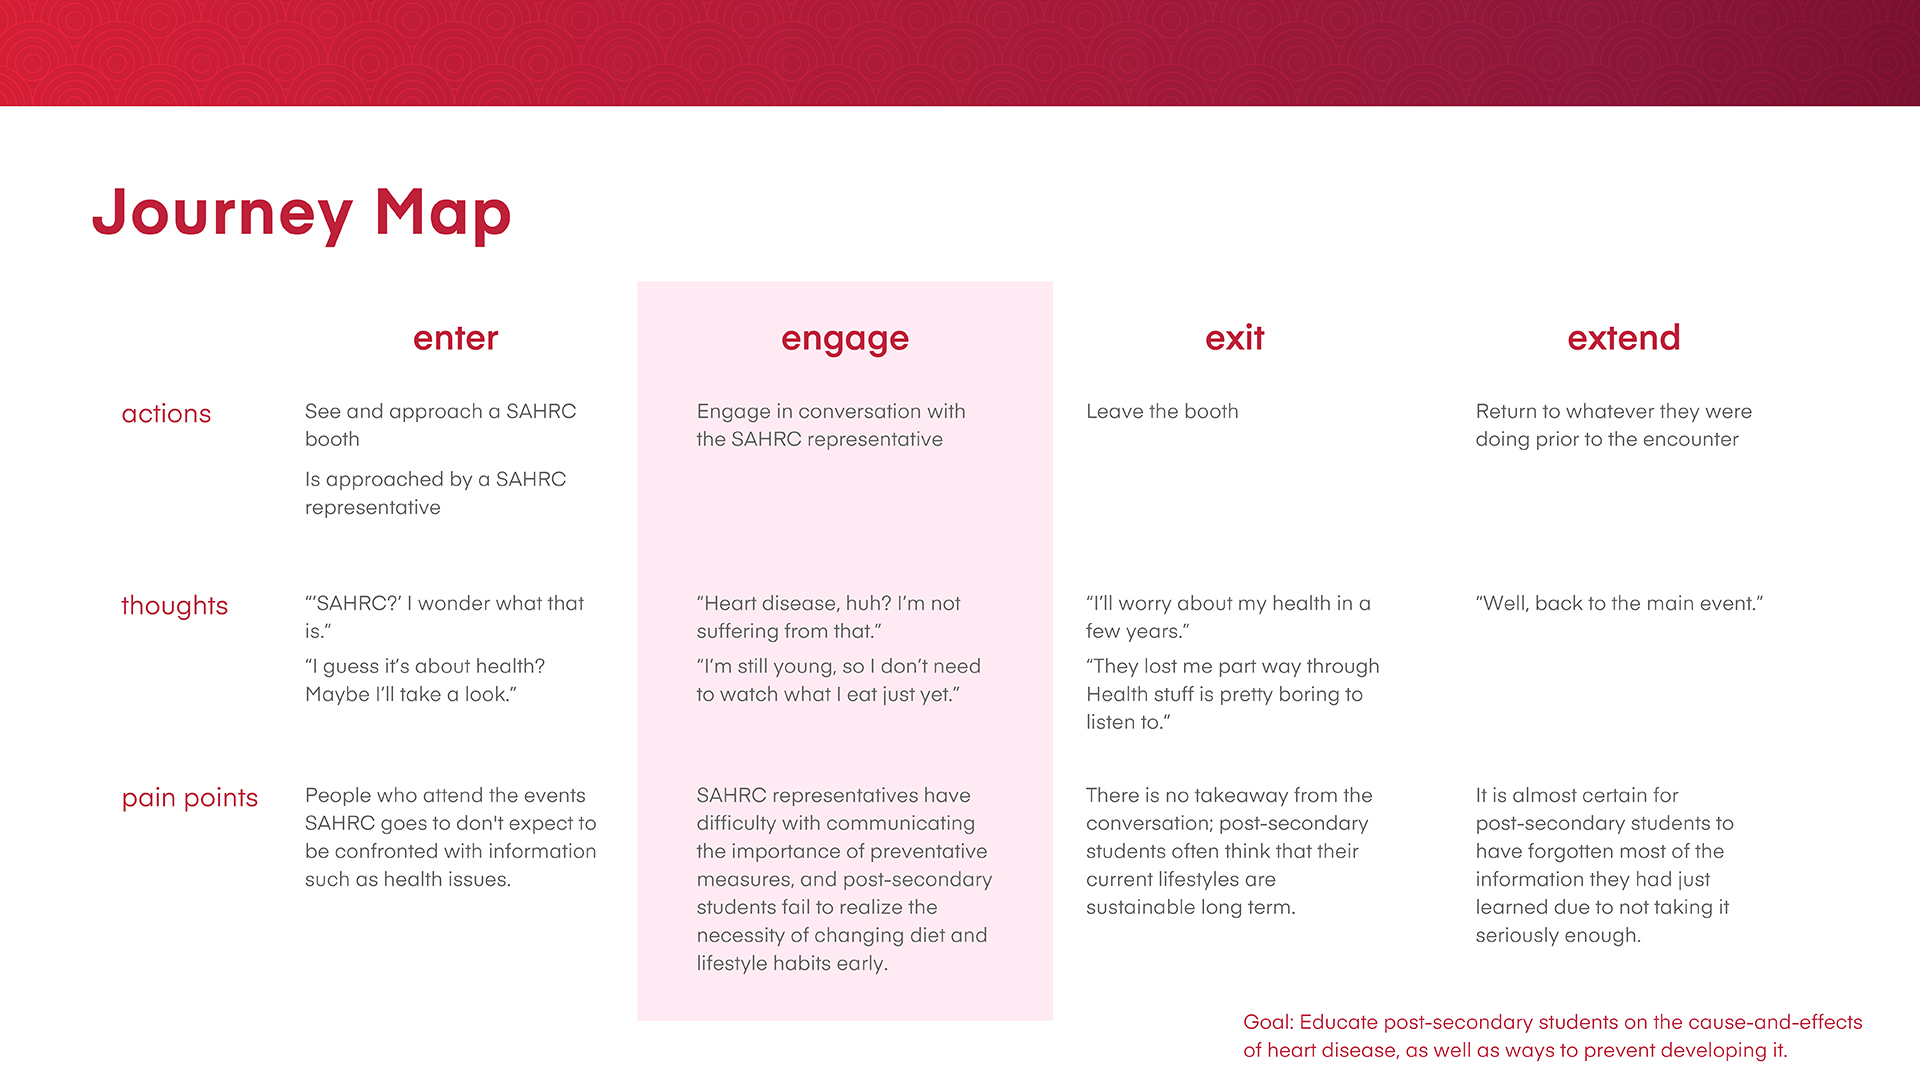 Journey Map
enter
engage
exit
extend
actions
See and approach a SAHRC
booth
Is approached by a SAHRC
representative
Engage in conversation with
the SAHRC representative
Leave the booth
Return to whatever they were
doing prior to the encounter
thoughts
“’SAHRC?’ I wonder what that
is.“
“I guess it’s about health?
Maybe I’ll take a look.”
“Heart disease, huh? I’m not
suffering from that.”
“I’m still young, so I don’t need
to watch what I eat just yet.”
“I’ll worry about my health in a
few years.”
“They lost me part way through
Health stuff is pretty boring to
listen to.”
“Well, back to the main event.”
pain points
People who attend the events
SAHRC goes to don't expect to
be confronted with information
such as health issues.
SAHRC representatives have
difficulty with communicating
the importance of preventative
measures, and post-secondary
students fail to realize the
necessity of changing diet and
lifestyle habits early.
There is no takeaway from the
conversation; post-secondary
students often think that their
current lifestyles are
sustainable long term.
It is almost certain for
post-secondary students to
have forgotten most of the
information they had just
learned due to not taking it
seriously enough.
Goal: Educate post-secondary students on the cause-and-effects
of heart disease, as well as ways to prevent developing it.